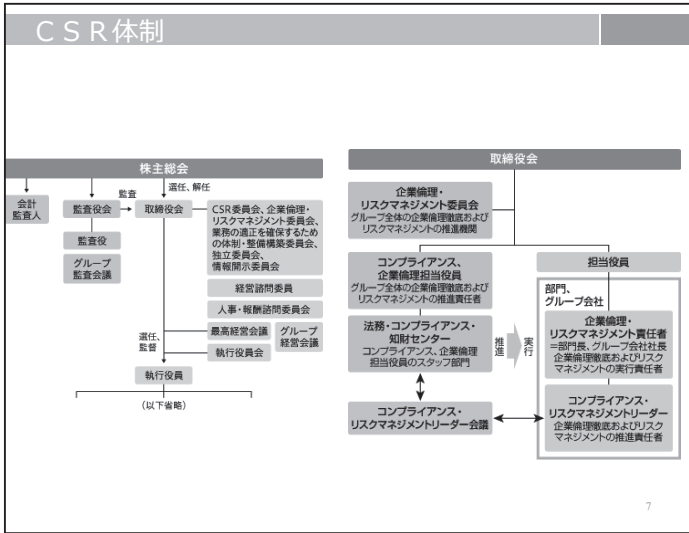 ＣＳＲ体制
株主総会
会計
監査人
監査役会
監査
取締役会
選任、解任
監査役
グループ
監査会議
CSR委員会、企業倫理・
リスクマネジメント委員会、
業務の適正を確保するため
の体制・整備構築委員会、
独立委員会、
情報開示委員会
経営諮問委員
人事・報酬諮問委員会
最高経営会議
グループ
経営会議
執行役員会
選任、
監督
執行役員
(以下省略)
取締役会
企業倫理・
リスクマネジメント委員会
グループ全体の企業倫理徹底および
リスクマネジメントの推進機関
コンプライアンス、
企業倫理担当役員
グループ全体の企業倫理徹底および
リスクマネジメントの推進責任者
法務・コンプライアンス・
知財センター
コンプライアンス、企業倫理
担当役員のスタッフ部門
コンプライアンス・
リスクマネジメントリーダー会議
推進
実行
担当役員
部門、
グループ会社
企業倫理・
リスクマネジメント責任者
=部門長、グループ会社社長
企業倫理徹底およびリスク
マネジメントの実行責任者
コンプライアンス・
リスクマネジメントリーダー
企業倫理徹底およびリスク
マネジメントの推進責任者
7